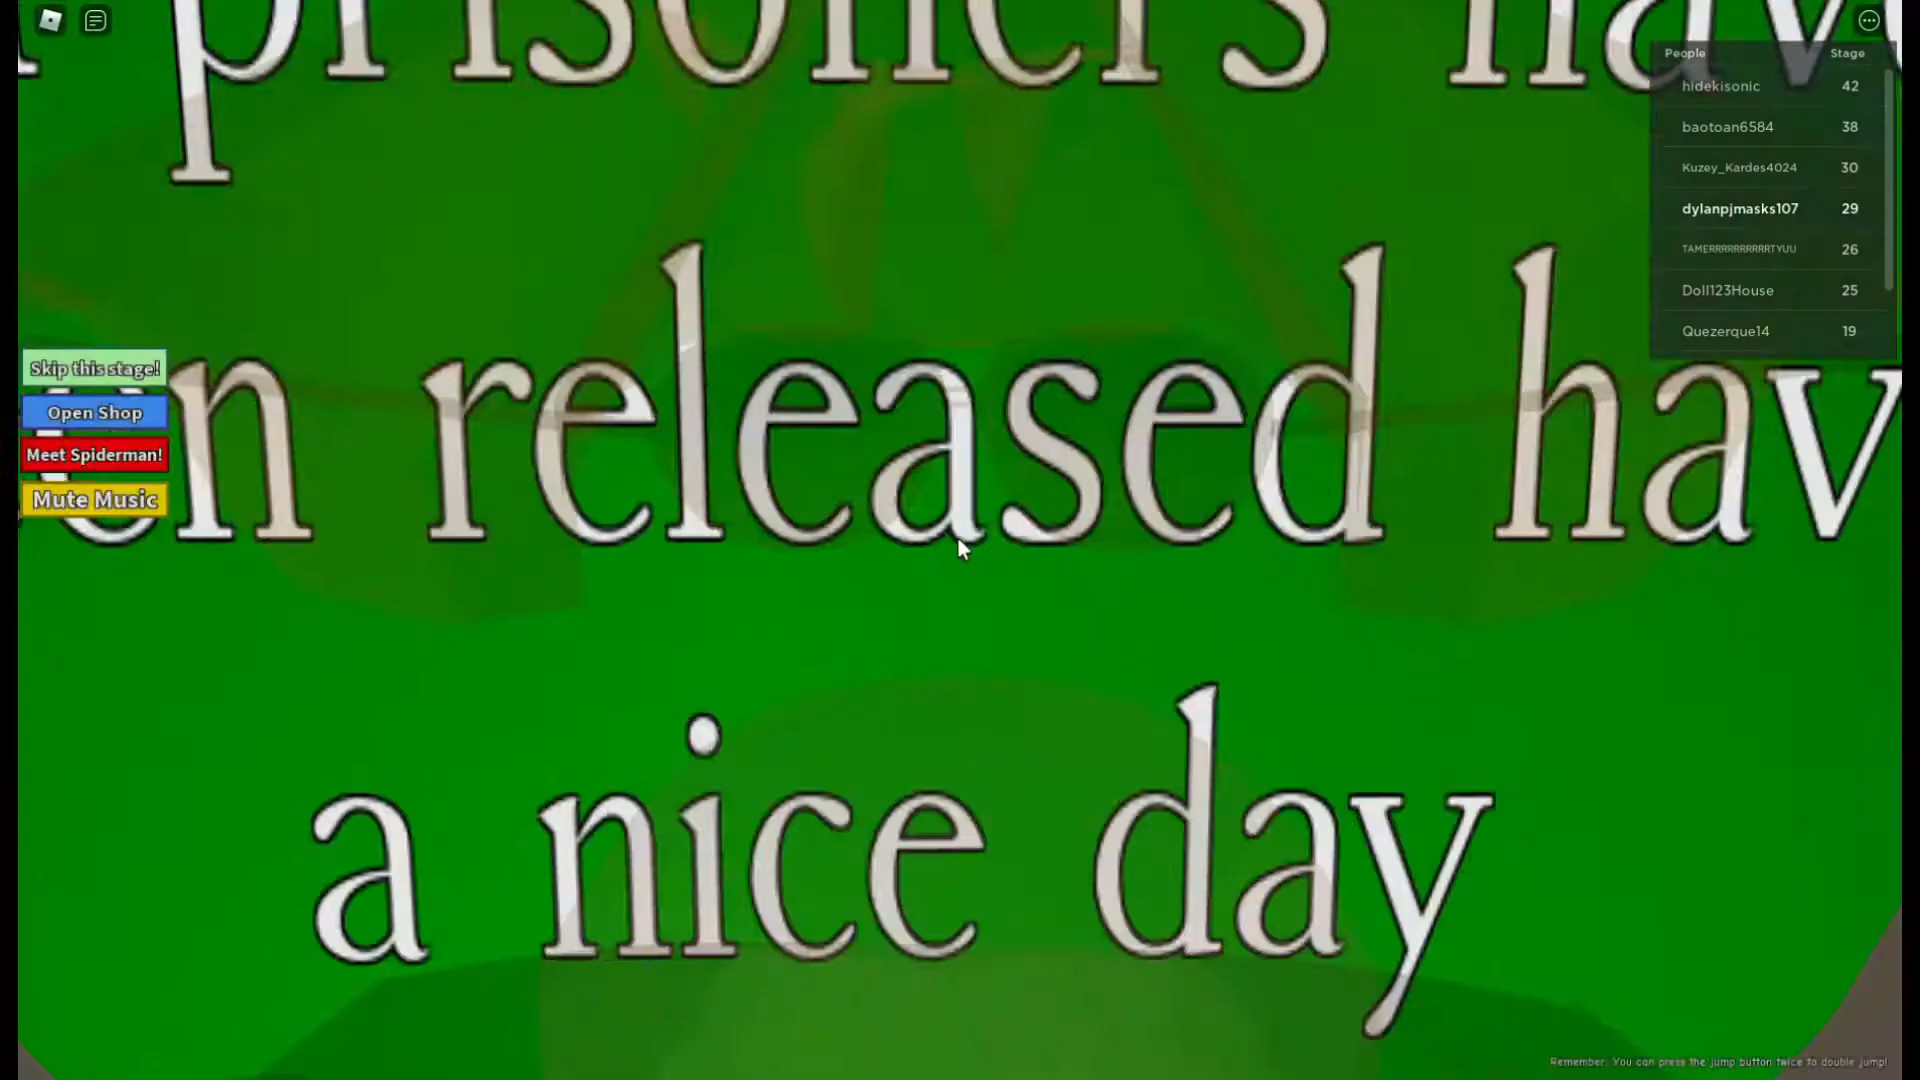 prisoners hav
People Stage
hidekisonic 42
baotoan6584 38
Kuzey_Kardes4024 30
dylanpjmasks107 29
TAMERRRRRRRRRRTYUU 26
Doll123House 25
Quezerque14 19
Skip this stage!
Open Shop
Meet Spiderman!
Mute Music
en released hav
a nice day
Remember: You can press the jump button twice to double jump!